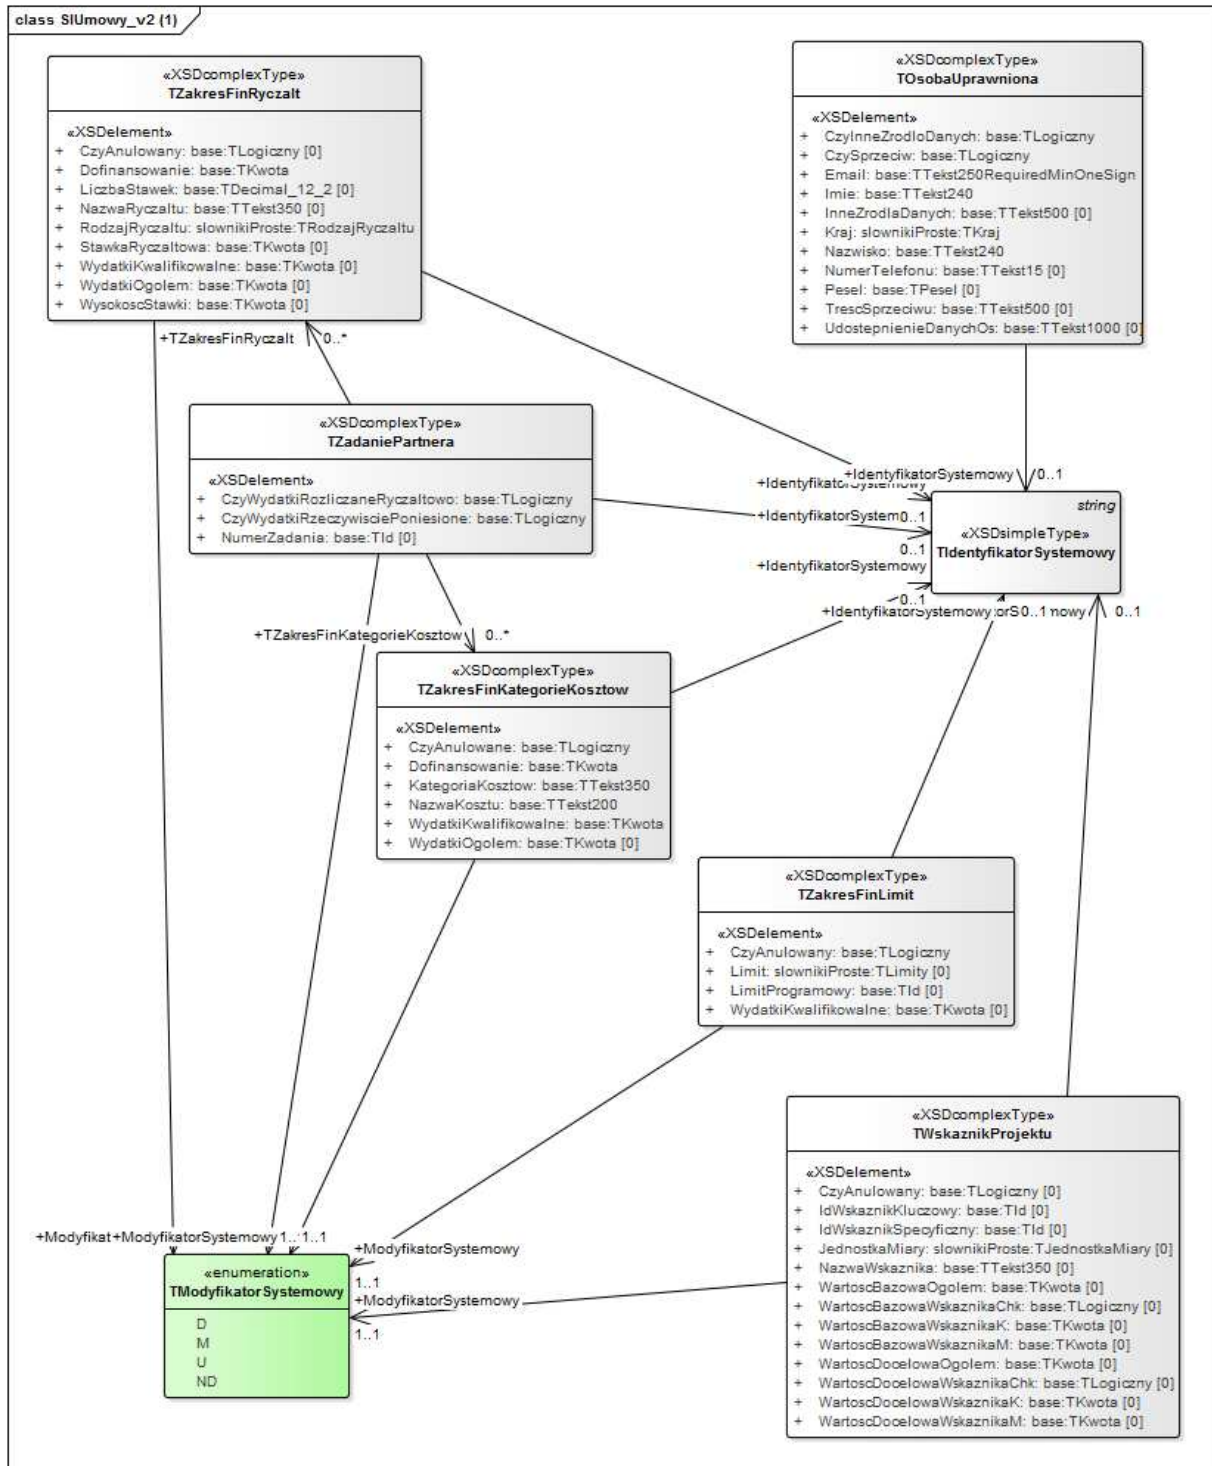 class SIUmowy_v2 (1)
«XSDcomplexType»
TZakresFinRyczalt
«XSDelement»
+ CzyAnulowany: base:TLogiczny [0]
+ Dofinansowanie: base:TKwota
+ LiczbaStawek: base:TDecimal_12_2 [0]
+ NazwaRyczaltu: base:TTekst350 [0]
+ RodzajRyczaltu: slownikiProste:TRodzajRyczaltu
+ StawkaRyczaltowa: base:TKwota [0]
+ WydatkiKwalifikowalne: base:TKwota [0]
+ WydatkiOgolem: base:TKwota [0]
+ WysokoscStawki: base:TKwota [0]
«XSDcomplexType»
TOsobaUprawniona
«XSDelement»
+ CzyInneZrodloDanych: base:TLogiczny
+ CzySprzeciw: base:TLogiczny
+ Email: base:TTekst250RequiredMinOneSign
+ Imie: base:TTekst240
+ InneZrodlaDanych: base:TTekst500 [0]
+ Kraj: slownikiProste:TKraj
+ Nazwisko: base:TTekst240
+ NumerTelefonu: base:TTekst15 [0]
+ Pesel: base:TPesel [0]
+ TrescSprzeciwu: base:TTekst500 [0]
+ UdostepnienieDanychOs: base:TTekst1000 [0]
+TZakresFinRyczalt 0..*
«XSDcomplexType»
TZadaniePartnera
«XSDelement»
+ CzyWydatkiRozliczaneRyczaltowo: base:TLogiczny
+ CzyWydatkiRzeczywisciePoniesione: base:TLogiczny
+ NumerZadania: base:TId [0]
+IdentyfikatorSystemowy 0..1
+IdentyfikatorSystemowy
+IdentyfikatorSystem 0..1
0..1
+IdentyfikatorSystemowy
0..1
+IdentyfikatorSystemowy 0..1 mowy 0..1
string
«XSDsimpleType»
TIdentyfikatorSystemowy
+TZakresFinKategorieKosztow 0..*
«XSDcomplexType»
TZakresFinKategorieKosztow
«XSDelement»
+ CzyAnulowane: base:TLogiczny
+ Dofinansowanie: base:TKwota
+ KategoriaKosztow: base:TTekst350
+ NazwaKosztu: base:TTekst200
+ WydatkiKwalifikowalne: base:TKwota
+ WydatkiOgolem: base:TKwota [0]
«XSDcomplexType»
TZakresFinLimit
«XSDelement»
+ CzyAnulowany: base:TLogiczny
+ Limit: slownikiProste:TLimity [0]
+ LimitProgramowy: base:TId [0]
+ WydatkiKwalifikowalne: base:TKwota [0]
«XSDcomplexType»
TWskaznikProjektu
«XSDelement»
+ CzyAnulowany: base:TLogiczny [0]
+ IdWskaznikKluczowy: base:TId [0]
+ IdWskaznikSpecyficzny: base:TId [0]
+ JednostkaMiary: slownikiProste:TJednostkaMiary [0]
+ NazwaWskaznika: base:TTekst350 [0]
+ WartoscBazowaOgolem: base:TKwota [0]
+ WartoscBazowaWskaznikaChk: base:TLogiczny [0]
+ WartoscBazowaWskaznikaK: base:TKwota [0]
+ WartoscBazowaWskaznikaM: base:TKwota [0]
+ WartoscDocelowaOgolem: base:TKwota [0]
+ WartoscDocelowaWskaznikaChk: base:TLogiczny [0]
+ WartoscDocelowaWskaznikaK: base:TKwota [0]
+ WartoscDocelowaWskaznikaM: base:TKwota [0]
+Modyfikat +ModyfikatorSystemowy 1.. 1..1
+ModyfikatorSystemowy
1..1
+ModyfikatorSystemowy
1..1
«enumeration»
TModyfikatorSystemowy
D
M
U
ND